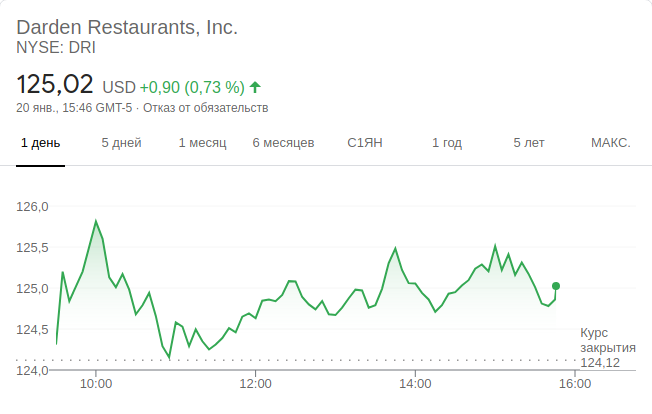 Darden Restaurants, Inc.
NYSE: DRI
125,02 USD +0,90 (0,73 %)
20 янв., 15:46 GMT-5 · Отказ от обязательств
1 день 5 дней 1 месяц 6 месяцев С1ЯН 1 год 5 лет МАКС.
126,0
125,5
125,0
124,5
124,0
Курс
закрытия
124,12
10:00 12:00 14:00 16:00